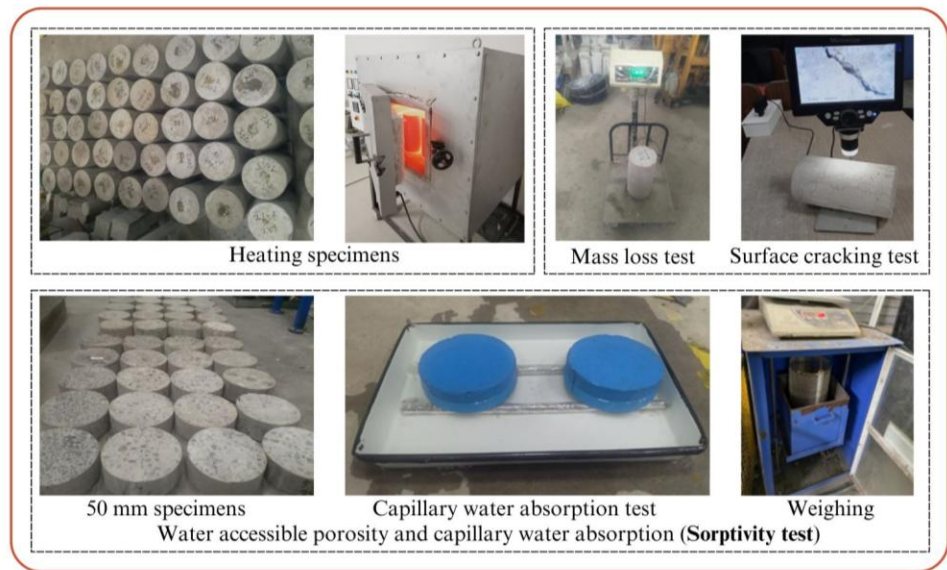 Heating specimens
Mass loss test
Surface cracking test
50 mm specimens
Capillary water absorption test
Weighing
Water accessible porosity and capillary water absorption (Sorptivity test)